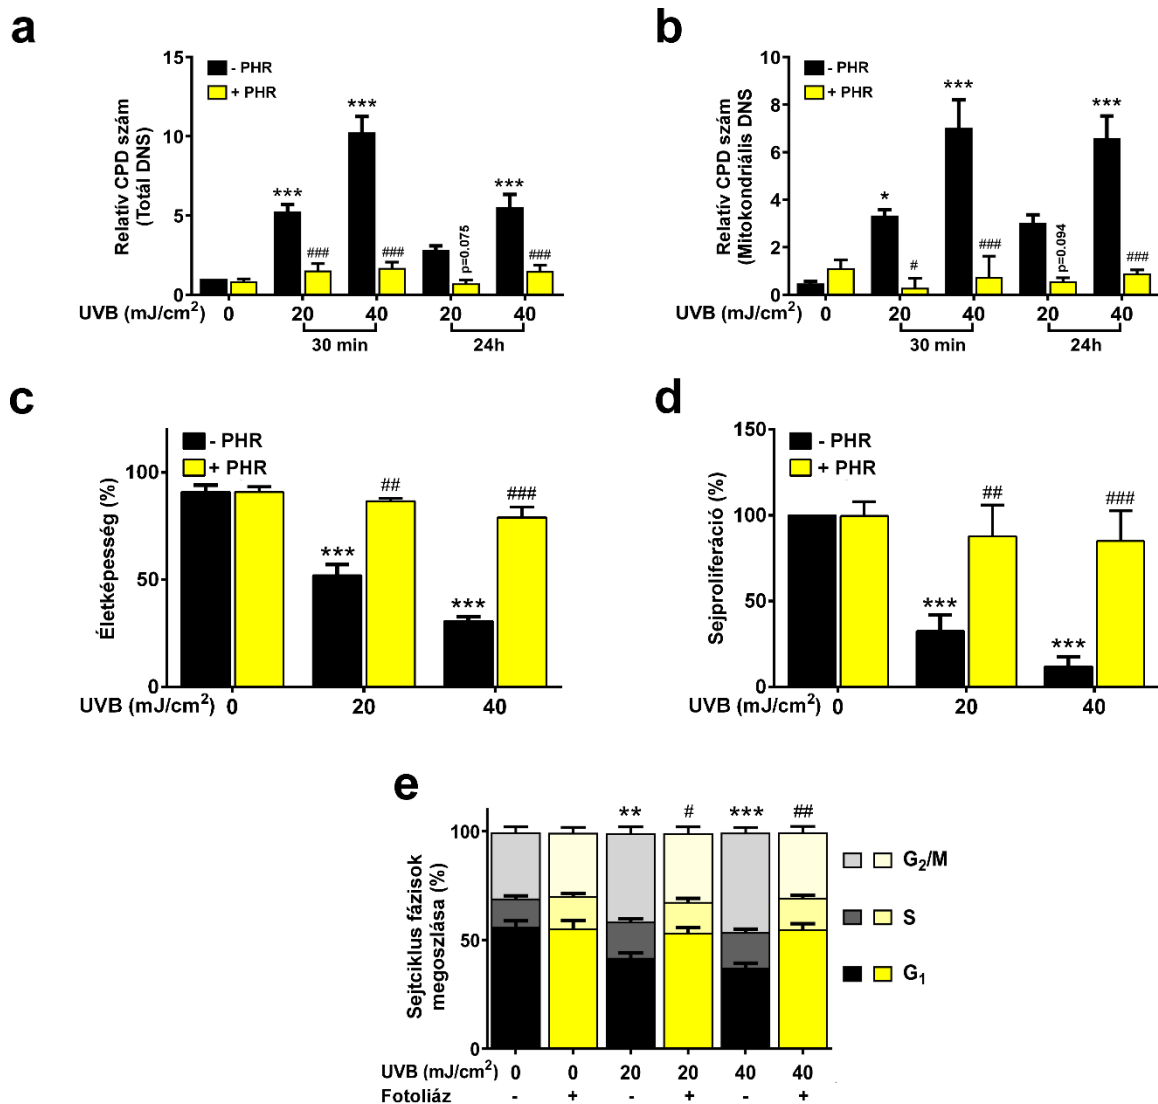 a
15
10
5
0
Relatív CPD szám
(Totál DNS)
- PHR
+ PHR
***
###
***
###
p=0.075
***
###
UVB (mJ/cm²) 0 20 40 20 40
30 min 24h
b
10
8
6
4
2
0
Relatív CPD szám
(Mitokondriális DNS
- PHR
+ PHR
*
#
***
###
p=0.094
***
###
UVB (mJ/cm²) 0 20 40 20 40
30 min 24h
c
100
50
0
Életképesség (%)
- PHR
+ PHR
***
##
***
###
UVB (mJ/cm²) 0 20 40
d
150
100
50
0
Sejproliferáció (%)
- PHR
+ PHR
***
##
***
###
UVB (mJ/cm²) 0 20 40
e
100
50
0
Sejtciklus fázisok
megoszlása (%)
** # *** ##
G₂/M
S
G₁
UVB (mJ/cm²) 0 0 20 20 40 40
Fotoliáz - + - + - +